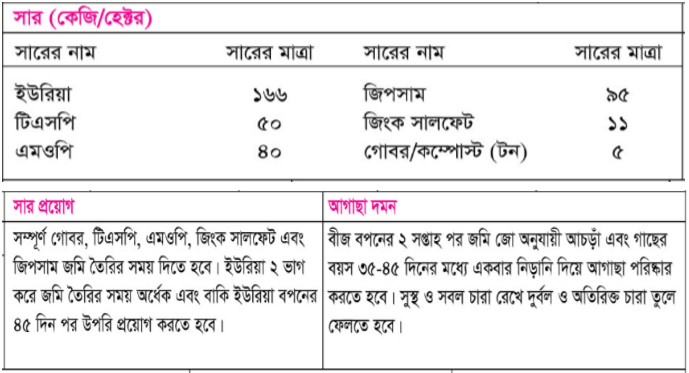 সার (কেজি/হেক্টর)
সারের নাম সারের মাত্রা সারের নাম সারের মাত্রা
ইউরিয়া ১৬৬ জিপসাম ৯৫
টিএসপি ৫০ জিংক সালফেট ১১
এমওপি ৪০ গোবর/কম্পোস্ট (টন) ৫
সার প্রয়োগ
সম্পূর্ণ গোবর, টিএসপি, এমওপি, জিংক সালফেট এবং
জিপসাম জমি তৈরির সময় দিতে হবে। ইউরিয়া ২ ভাগ
করে জমি তৈরির সময় অর্ধেক এবং বাকি ইউরিয়া বপনের
৪৫ দিন পর উপরি প্রয়োগ করতে হবে।
আগাছা দমন
বীজ বপনের ২ সপ্তাহ পর জমি জো অনুযায়ী আচড়াঁ এবং গাছের
বয়স ৩৫-৪৫ দিনের মধ্যে একবার নিড়ানি দিয়ে আগাছা পরিষ্কার
করতে হবে। সুস্থ ও সবল চারা রেখে দুর্বল ও অতিরিক্ত চারা তুলে
ফেলতে হবে।